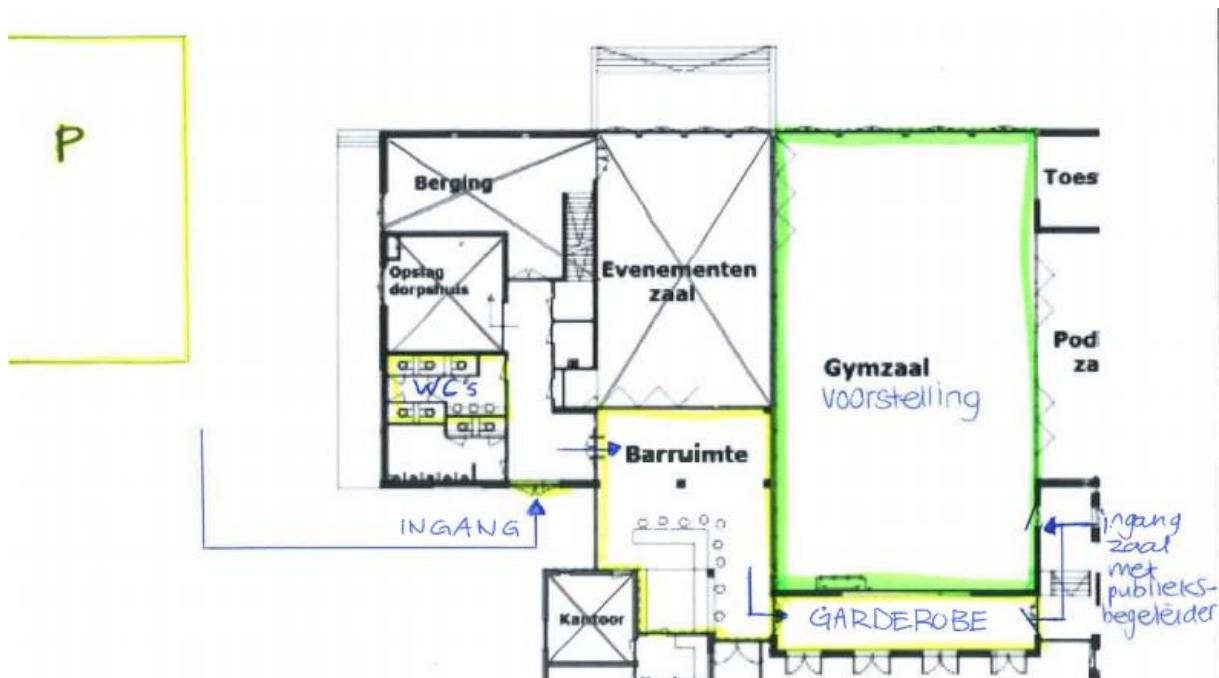 P
Berging
Toes
Opslag
dorpshuis
Evenementen
zaal
Pod
za
Gymzaal
voorstelling
WC's
Barruimte
INGANG
ingang
zaal
met
publieks-
begeleider
Kantoor
GARDEROBE